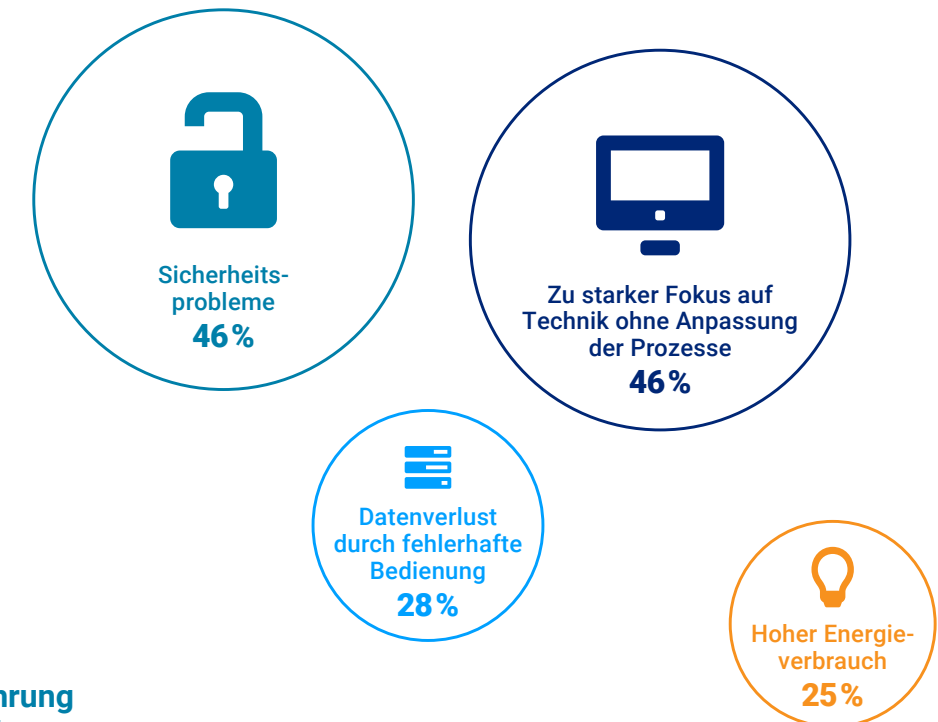 Sicherheits-
probleme
46%
Zu starker Fokus auf
Technik ohne Anpassung
der Prozesse
46%
Datenverlust
durch fehlerhafte
Bedienung
28%
Hoher Energie-
verbrauch
25%